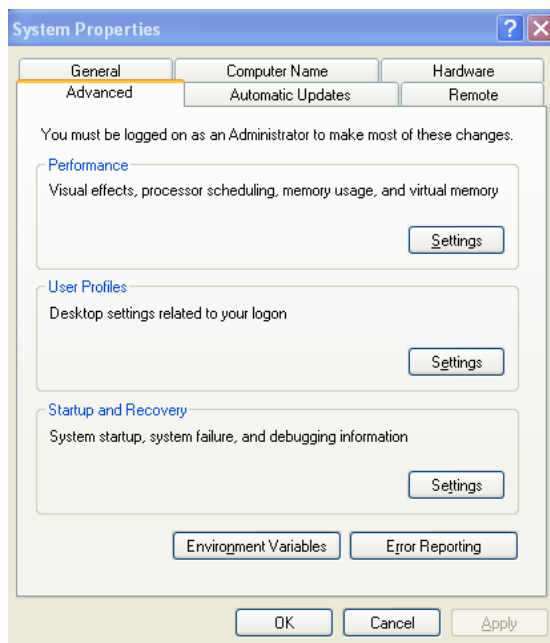 System Properties
General Computer Name Hardware
Advanced Automatic Updates Remote
You must be logged on as an Administrator to make most of these changes.
Performance
Visual effects, processor scheduling, memory usage, and virtual memory
Settings
User Profiles
Desktop settings related to your logon
Settings
Startup and Recovery
System startup, system failure, and debugging information
Settings
Environment Variables Error Reporting
OK Cancel Apply